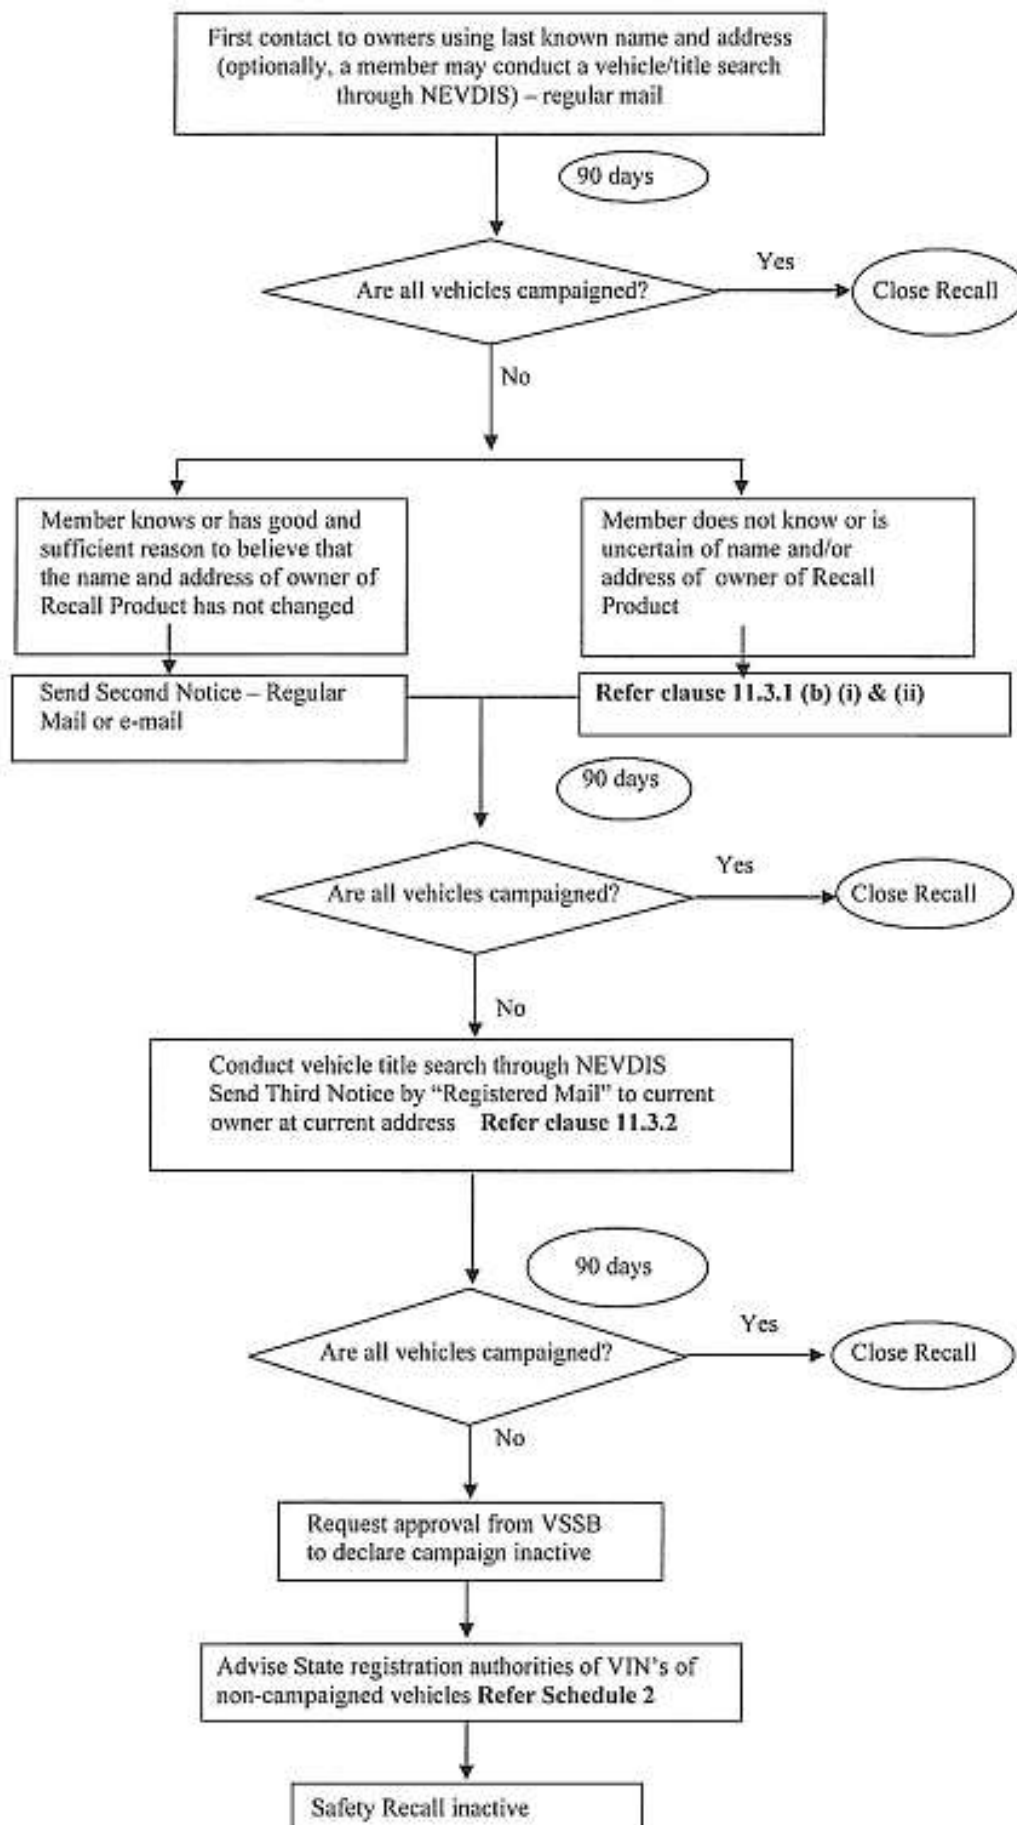 First contact to owners using last known name and address
(optionally, a member may conduct a vehicle/title search
through NEVDIS) – regular mail
90 days
Yes
Are all vehicles campaigned?
Close Recall
No
Member knows or has good and
sufficient reason to believe that
the name and address of owner of
Recall Product has not changed
Member does not know or is
uncertain of name and/or
address of owner of Recall
Product
Send Second Notice – Regular
Mail or e-mail
Refer clause 11.3.1 (b) (i) & (ii)
90 days
Yes
Are all vehicles campaigned?
Close Recall
No
Conduct vehicle title search through NEVDIS
Send Third Notice by “Registered Mail” to current
owner at current address Refer clause 11.3.2
90 days
Yes
Are all vehicles campaigned?
Close Recall
No
Request approval from VSSB
to declare campaign inactive
Advise State registration authorities of VIN’s of
non-campaigned vehicles Refer Schedule 2
Safety Recall inactive